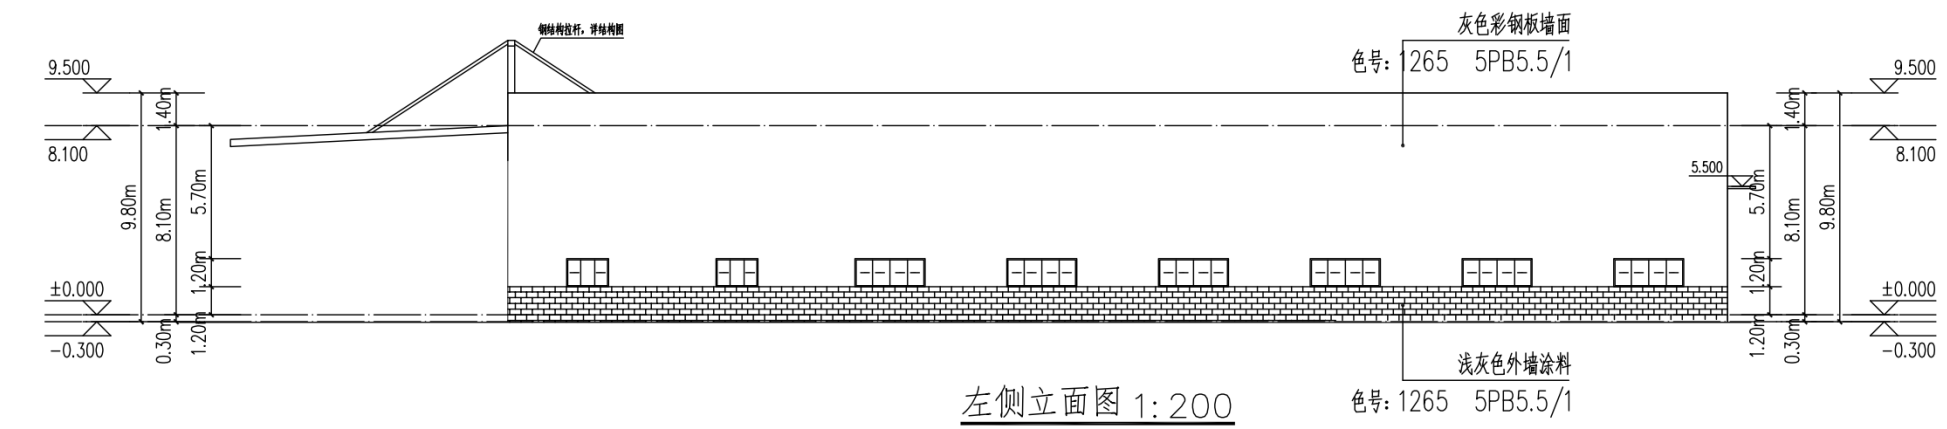 灰色彩钢板墙面
色号：1265 5PB5.5/1
钢结构拉杆，详结构图
9.500
9.500
1.40m
1.40m
8.100
8.100
5.500
9.80m
8.10m
5.70m
5.70m
8.10m
9.80m
1.20m
1.20m
±0.000
±0.000
-0.300
0.30m
1.20m
1.20m
0.30m
-0.300
浅灰色外墙涂料
色号：1265 5PB5.5/1
左侧立面图 1:200